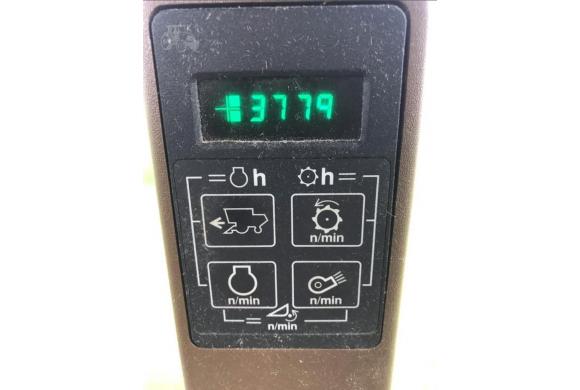 3779
= h h =
n/min
n/min n/min
= n/min